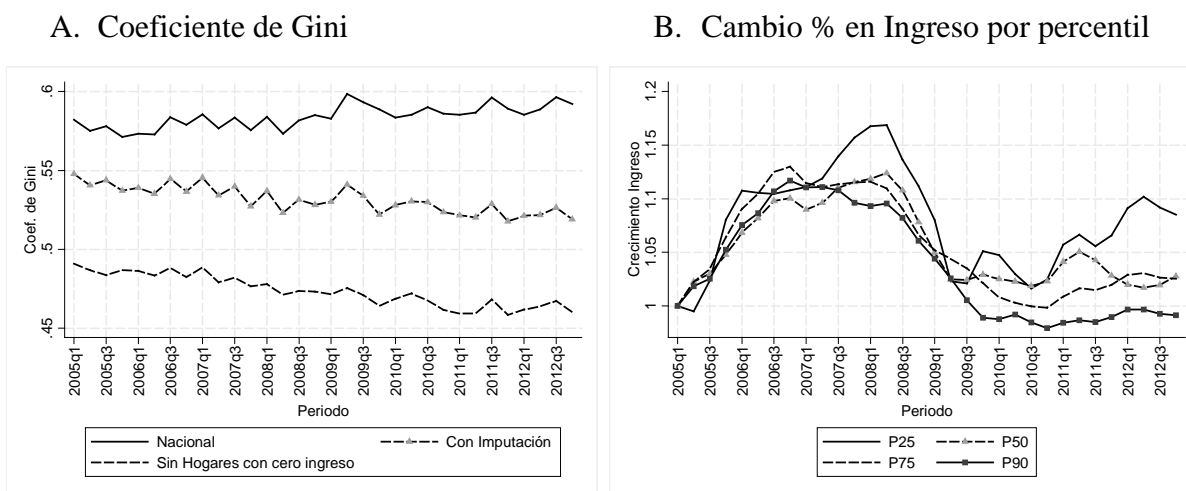 A. Coeficiente de Gini
B. Cambio % en Ingreso por percentil
Coef. de Gini
.6
.55
.5
.45
2005q1
2005q3
2006q1
2006q3
2007q1
2007q3
2008q1
2008q3
2009q1
2009q3
2010q1
2010q3
2011q1
2011q3
2012q1
2012q3
Periodo
Nacional
Con Imputación
Sin Hogares con cero ingreso
Crecimiento Ingreso
1.2
1.15
1.1
1.05
1
2005q1
2005q3
2006q1
2006q3
2007q1
2007q3
2008q1
2008q3
2009q1
2009q3
2010q1
2010q3
2011q1
2011q3
2012q1
2012q3
Periodo
P25
P50
P75
P90